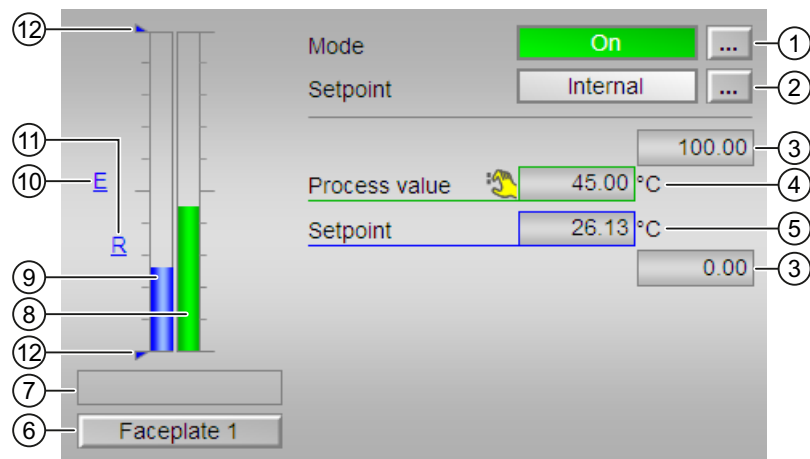 12
Mode On ... 1
Setpoint Internal ... 2
11
100.00 3
10 E Process value 45.00 °C 4
R Setpoint 26.13 °C 5
9
0.00 3
8
12
7
6 Faceplate 1